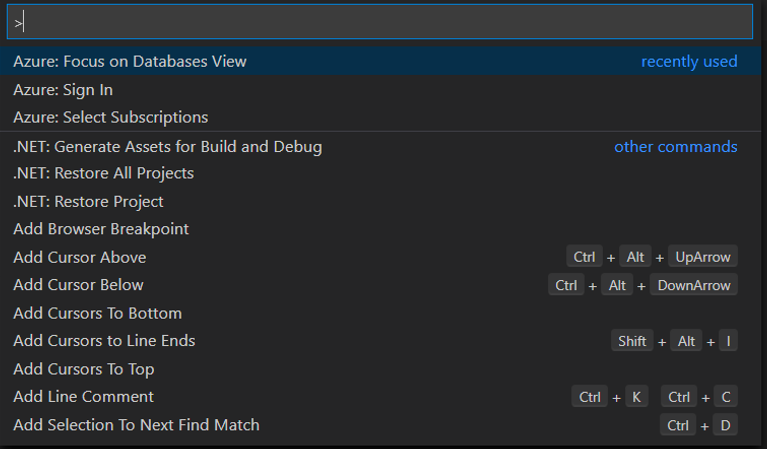 >
Azure: Focus on Databases View recently used
Azure: Sign In
Azure: Select Subscriptions
.NET: Generate Assets for Build and Debug other commands
.NET: Restore All Projects
.NET: Restore Project
Add Browser Breakpoint
Add Cursor Above Ctrl + Alt + UpArrow
Add Cursor Below Ctrl + Alt + DownArrow
Add Cursors To Bottom
Add Cursors to Line Ends Shift + Alt + I
Add Cursors To Top
Add Line Comment Ctrl + K Ctrl + C
Add Selection To Next Find Match Ctrl + D